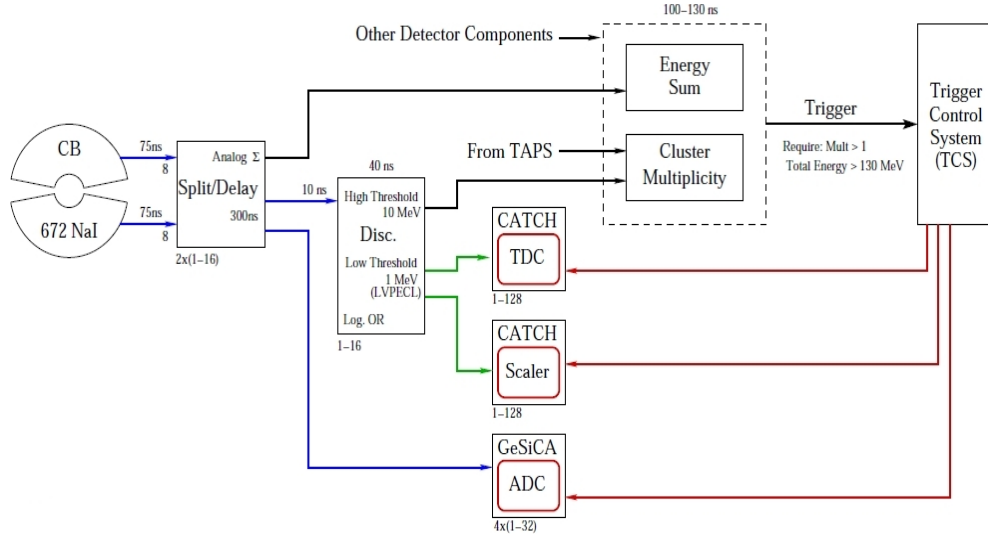 100–130 ns
Other Detector Components
Energy
Sum
Trigger
Trigger
Control
System
(TCS)
Require: Mult > 1
Total Energy > 130 MeV
CB
672 NaI
75ns
8
75ns
8
Analog Σ
Split/Delay
300ns
2x(1–16)
10 ns
40 ns
High Threshold
10 MeV
Disc.
Low Threshold
1 MeV
(LVPECL)
Log. OR
1–16
From TAPS
Cluster
Multiplicity
CATCH
TDC
1–128
CATCH
Scaler
1–128
GeSiCA
ADC
4x(1–32)